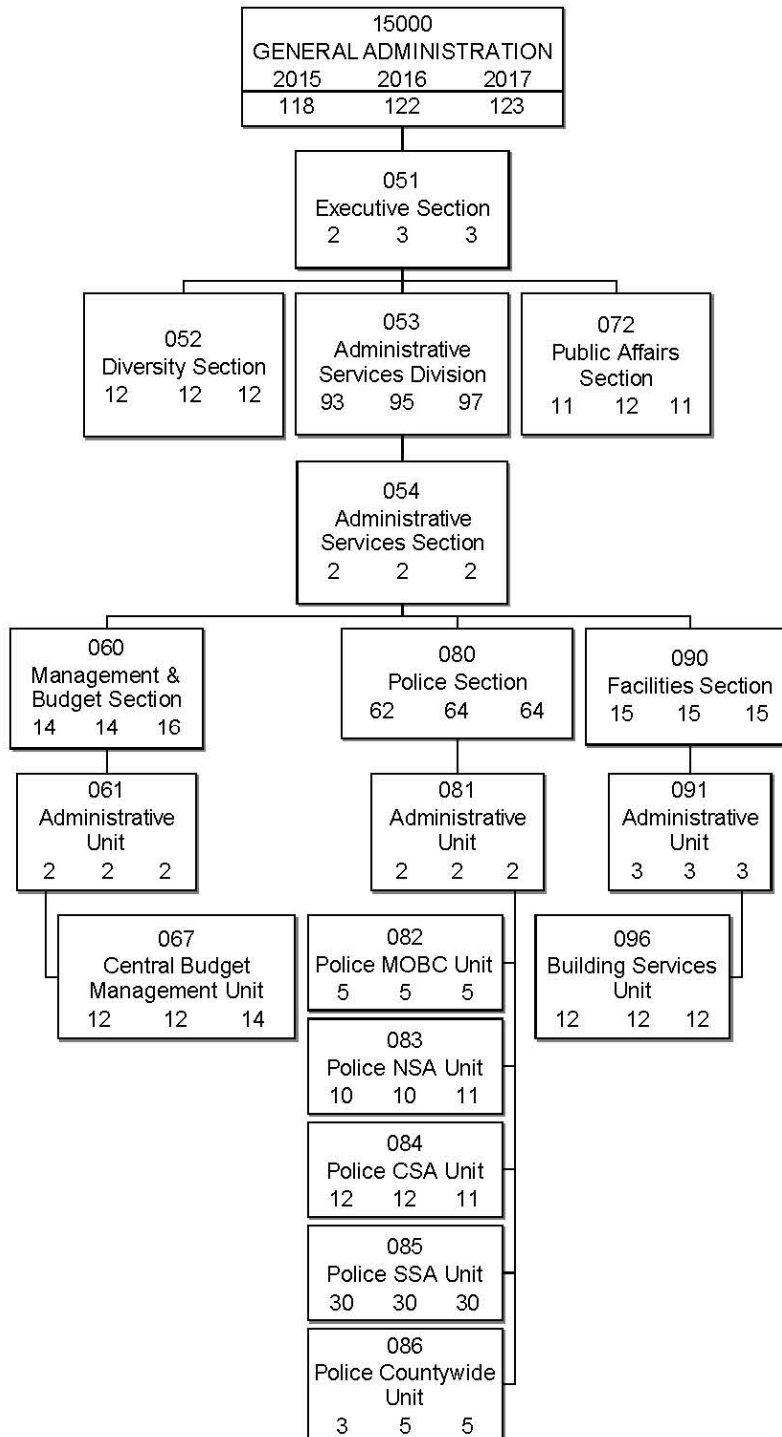 15000
GENERAL ADMINISTRATION
2015 2016 2017
118 122 123
051
Executive Section
2 3 3
052
Diversity Section
12 12 12
053
Administrative
Services Division
93 95 97
072
Public Affairs
Section
11 12 11
054
Administrative
Services Section
2 2 2
060
Management &
Budget Section
14 14 16
080
Police Section
62 64 64
090
Facilities Section
15 15 15
061
Administrative
Unit
2 2 2
081
Administrative
Unit
2 2 2
091
Administrative
Unit
3 3 3
067
Central Budget
Management Unit
12 12 14
082
Police MOBC Unit
5 5 5
096
Building Services
Unit
12 12 12
083
Police NSA Unit
10 10 11
084
Police CSA Unit
12 12 11
085
Police SSA Unit
30 30 30
086
Police Countywide
Unit
3 5 5